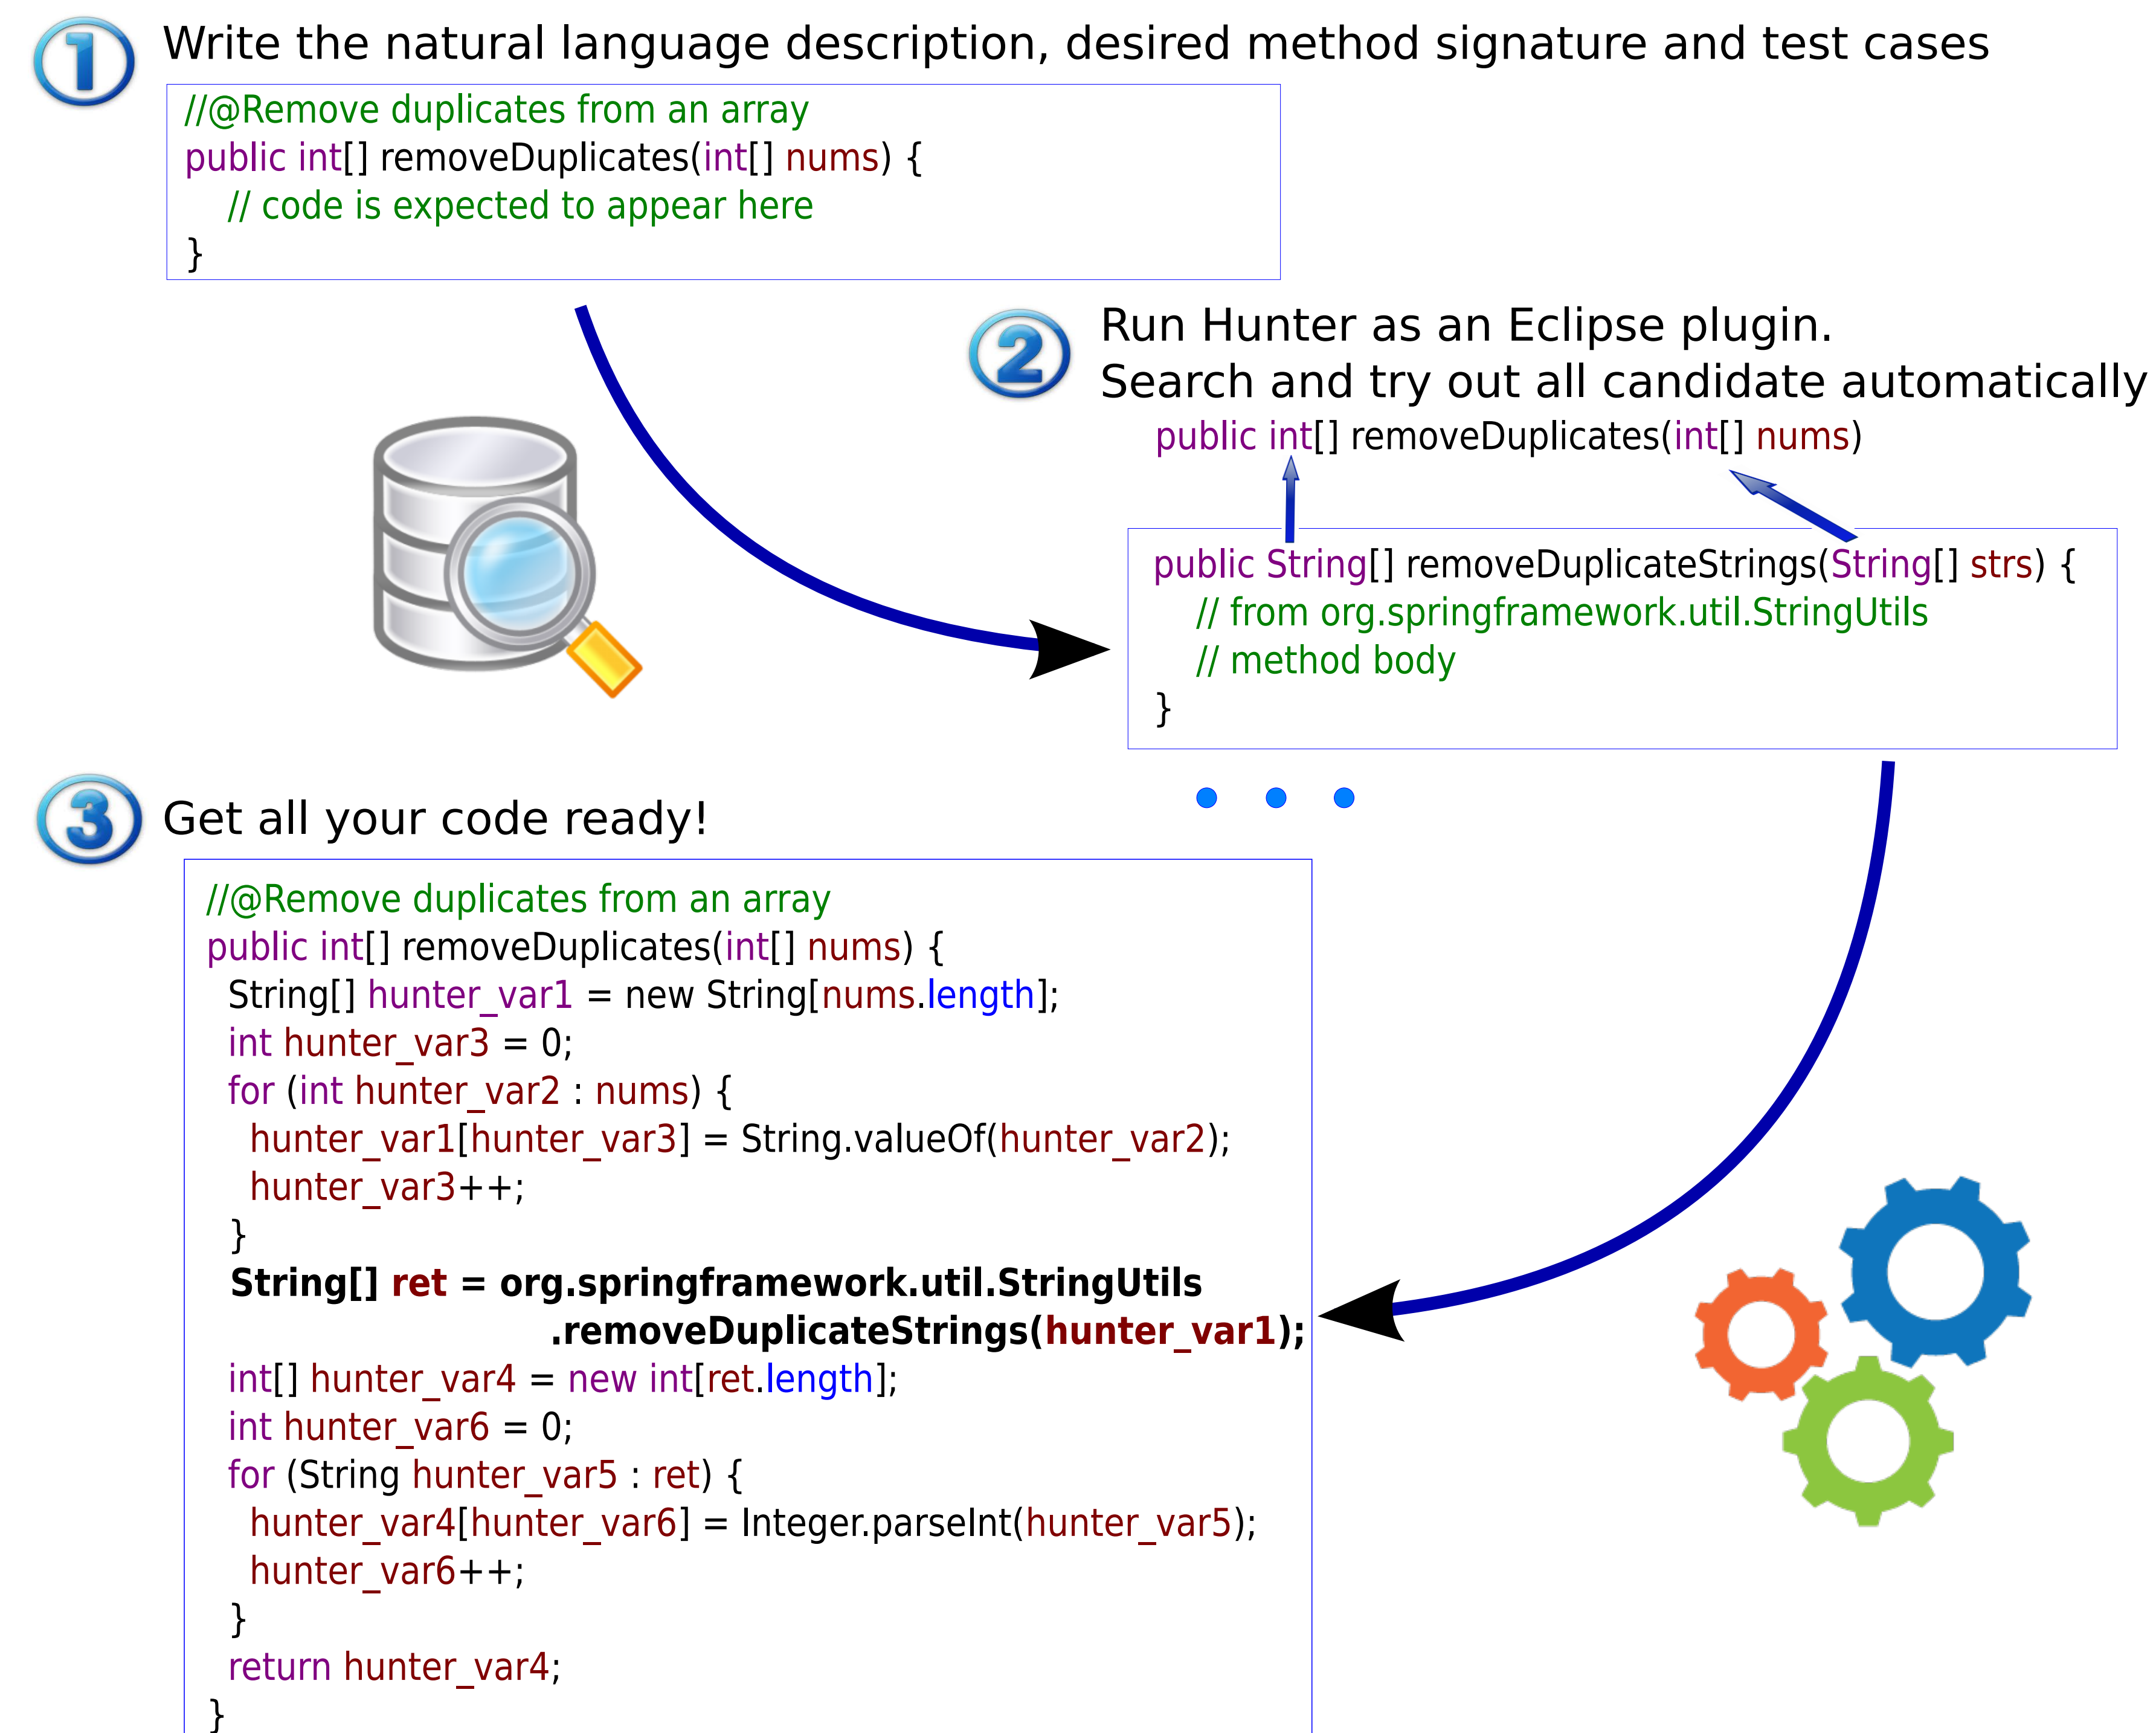 1 Write the natural language description, desired method signature and test cases
//@Remove duplicates from an array
public int[] removeDuplicates(int[] nums) {
// code is expected to appear here
}
2 Run Hunter as an Eclipse plugin.
Search and try out all candidate automatically
public int[] removeDuplicates(int[] nums)
public String[] removeDuplicateStrings(String[] strs) {
// from org.springframework.util.StringUtils
// method body
}
3 Get all your code ready!
//@Remove duplicates from an array
public int[] removeDuplicates(int[] nums) {
String[] hunter_var1 = new String[nums.length];
int hunter_var3 = 0;
for (int hunter_var2 : nums) {
hunter_var1[hunter_var3] = String.valueOf(hunter_var2);
hunter_var3++;
}
String[] ret = org.springframework.util.StringUtils
.removeDuplicateStrings(hunter_var1);
int[] hunter_var4 = new int[ret.length];
int hunter_var6 = 0;
for (String hunter_var5 : ret) {
hunter_var4[hunter_var6] = Integer.parseInt(hunter_var5);
hunter_var6++;
}
return hunter_var4;
}